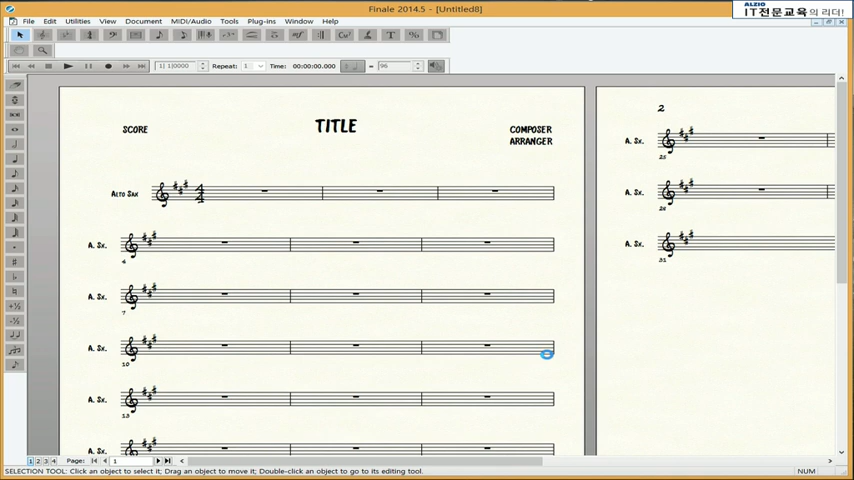 Finale 2014.5 - [Untitled8]
ALZIO
IT전문교육의 리더!
File Edit Utilities View Document MIDI/Audio Tools Plug-ins Window Help
1| 1|0000 Repeat: 1 Time: 00:00:00.000 = 96
SCORE
TITLE
COMPOSER
ARRANGER
ALTO SAX
A. SX.
4
A. SX.
7
A. SX.
10
A. SX.
13
A. SX.
2
A. SX.
25
A. SX.
A. SX.
31
1 2 3 4 Page: 1
SELECTION TOOL: Click an object to select it; Drag an object to move it; Double-click an object to go to its editing tool.
NUM